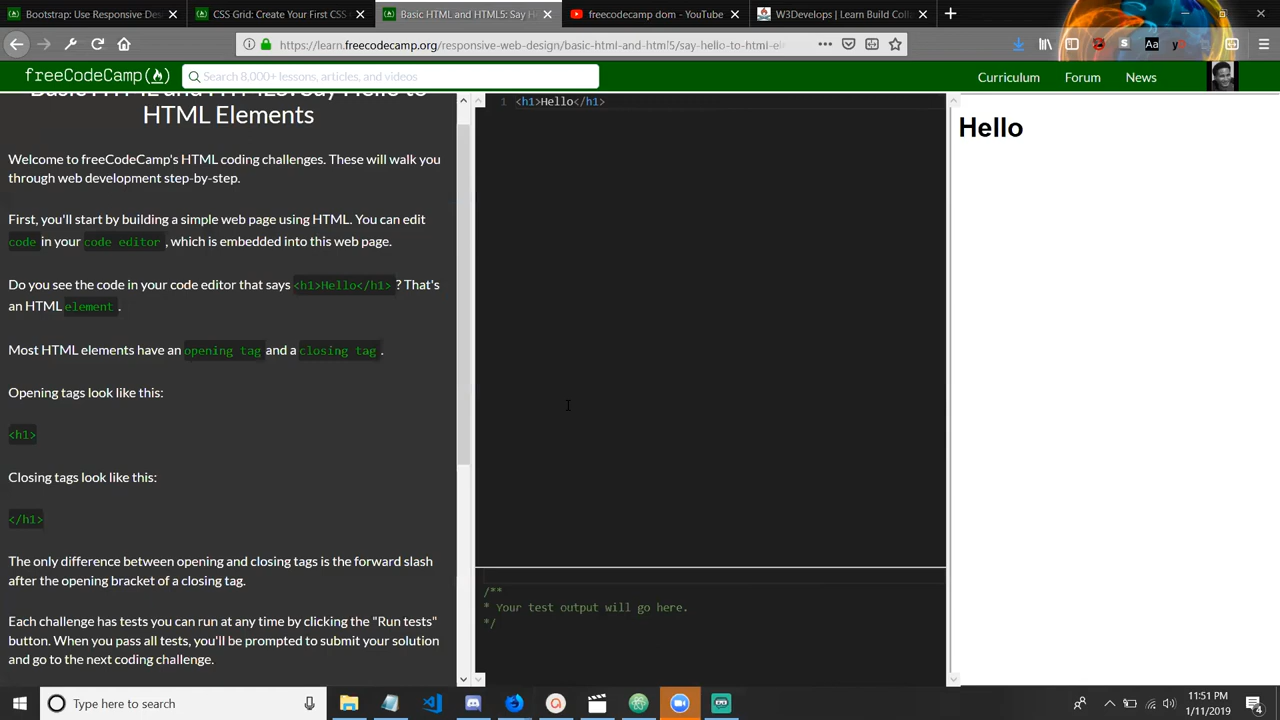 Bootstrap: Use Responsive Des
CSS Grid: Create Your First CSS
Basic HTML and HTML5: Say H
freecodecamp dom - YouTube
W3Develops | Learn Build Coll
https://learn.freecodecamp.org/responsive-web-design/basic-html-and-html5/say-hello-to-html-el
freeCodeCamp
Search 8,000+ lessons, articles, and videos
Curriculum
Forum
News
HTML Elements
Welcome to freeCodeCamp's HTML coding challenges. These will walk you
through web development step-by-step.
First, you'll start by building a simple web page using HTML. You can edit
code in your code editor , which is embedded into this web page.
Do you see the code in your code editor that says <h1>Hello</h1> ? That's
an HTML element .
Most HTML elements have an opening tag and a closing tag .
Opening tags look like this:
<h1>
Closing tags look like this:
</h1>
The only difference between opening and closing tags is the forward slash
after the opening bracket of a closing tag.
Each challenge has tests you can run at any time by clicking the "Run tests"
button. When you pass all tests, you'll be prompted to submit your solution
and go to the next coding challenge.
1 <h1>Hello</h1>
/**
* Your test output will go here.
*/
Hello
Type here to search
11:51 PM
1/11/2019
4